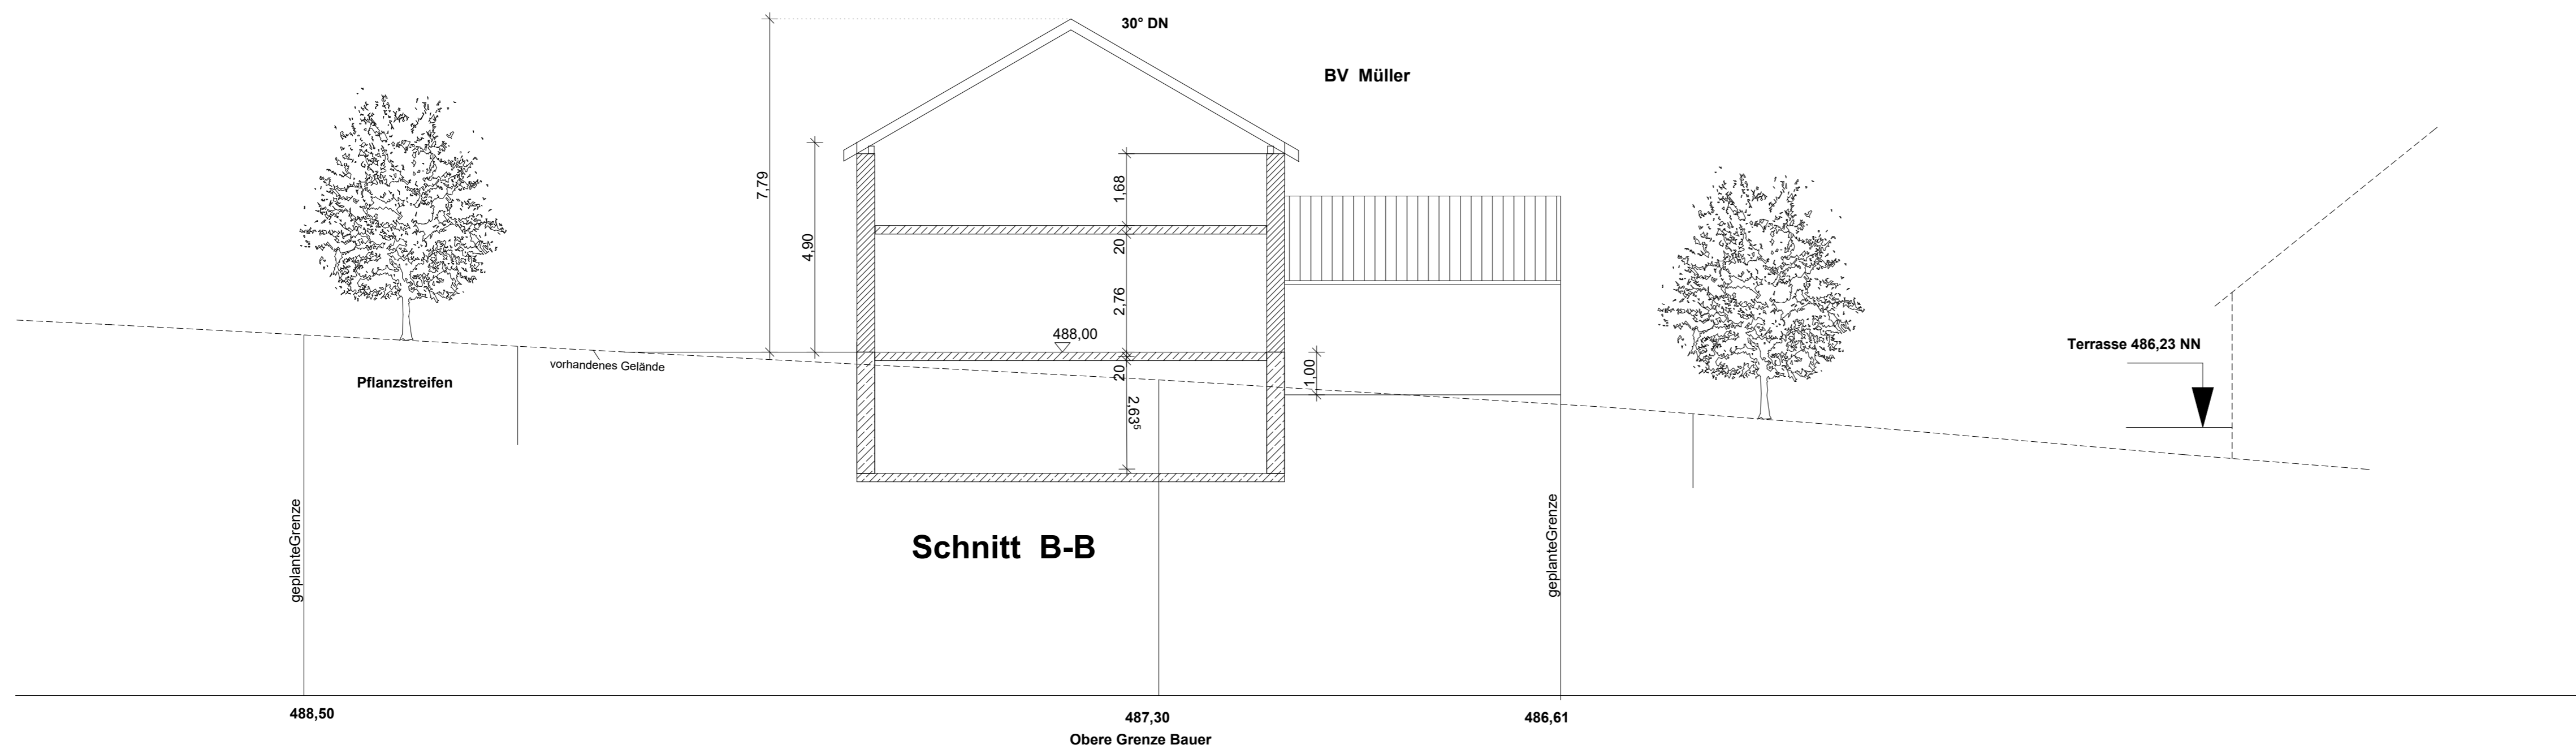 30° DN
BV Müller
7,79
4,90
1,68
20
2,76
488,00
20
2,63⁵
1,00
vorhandenes Gelände
Pflanzstreifen
Terrasse 486,23 NN
geplanteGrenze
geplanteGrenze
Schnitt B-B
488,50
487,30
486,61
Obere Grenze Bauer